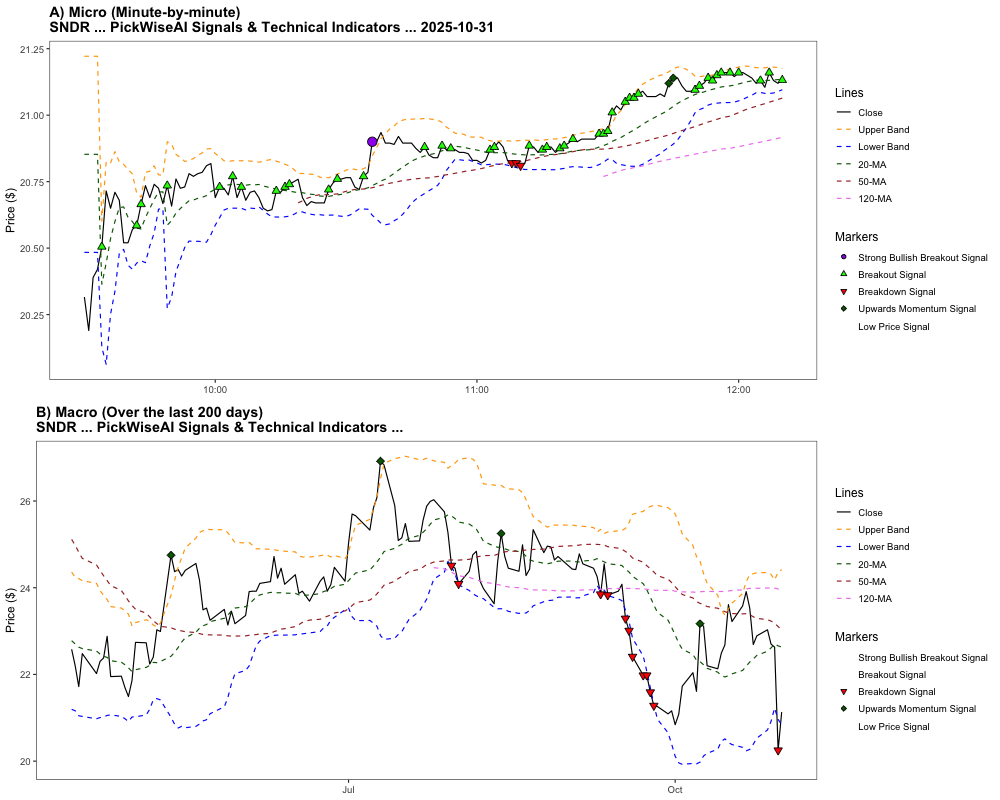 A) Micro (Minute-by-minute)
SNDR ... PickWiseAI Signals & Technical Indicators ... 2025-10-31
21.25
21.00
20.75
20.50
20.25
Price ($)
10:00
11:00
12:00
Lines
Close
Upper Band
Lower Band
20-MA
50-MA
120-MA
Markers
Strong Bullish Breakout Signal
Breakout Signal
Breakdown Signal
Upwards Momentum Signal
Low Price Signal
B) Macro (Over the last 200 days)
SNDR ... PickWiseAI Signals & Technical Indicators ...
26
24
22
20
Price ($)
Jul
Oct
Lines
Close
Upper Band
Lower Band
20-MA
50-MA
120-MA
Markers
Strong Bullish Breakout Signal
Breakout Signal
Breakdown Signal
Upwards Momentum Signal
Low Price Signal